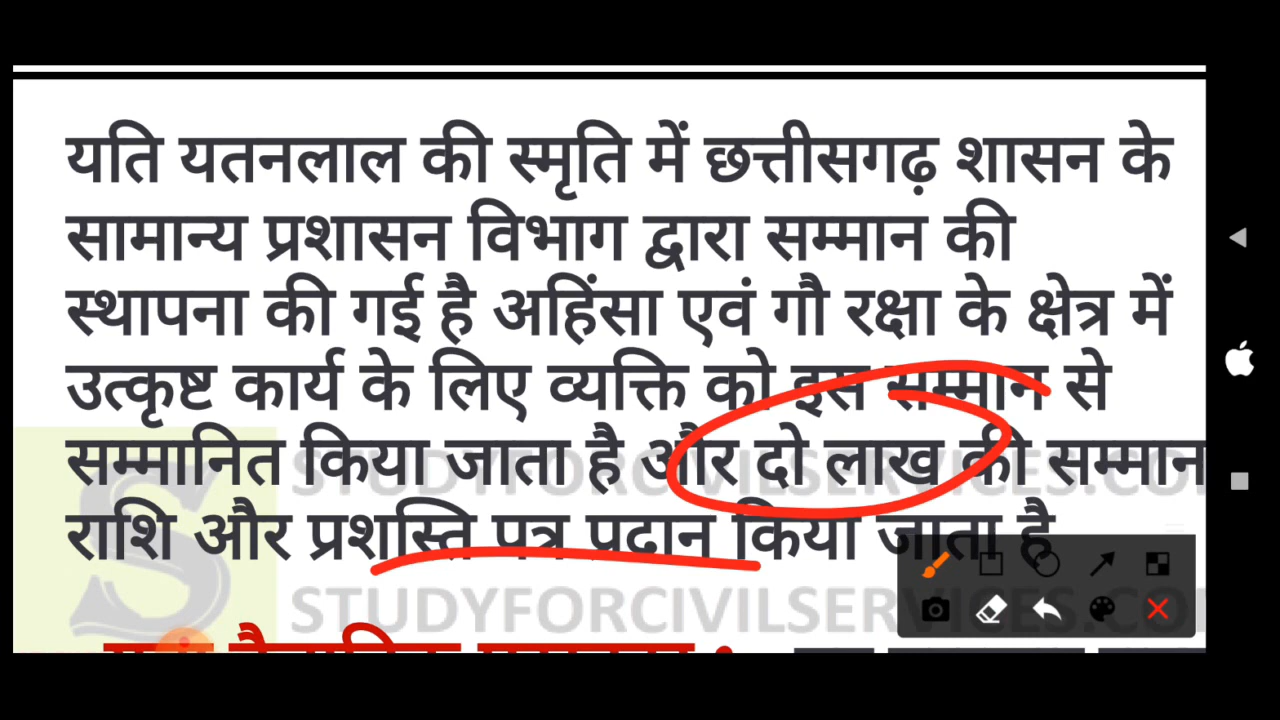 यति यतनलाल की स्मृति में छत्तीसगढ़ शासन के
सामान्य प्रशासन विभाग द्वारा सम्मान की
स्थापना की गई है अहिंसा एवं गौ रक्षा के क्षेत्र में
उत्कृष्ट कार्य के लिए व्यक्ति को इस सम्मान से
सम्मानित किया जाता है और दो लाख की सम्मान
STUDYFORCIVILSERVICES.CO
राशि और प्रशस्ति पत्र प्रदान किया जाता है
STUDYFORCIVILSERVICES.CO